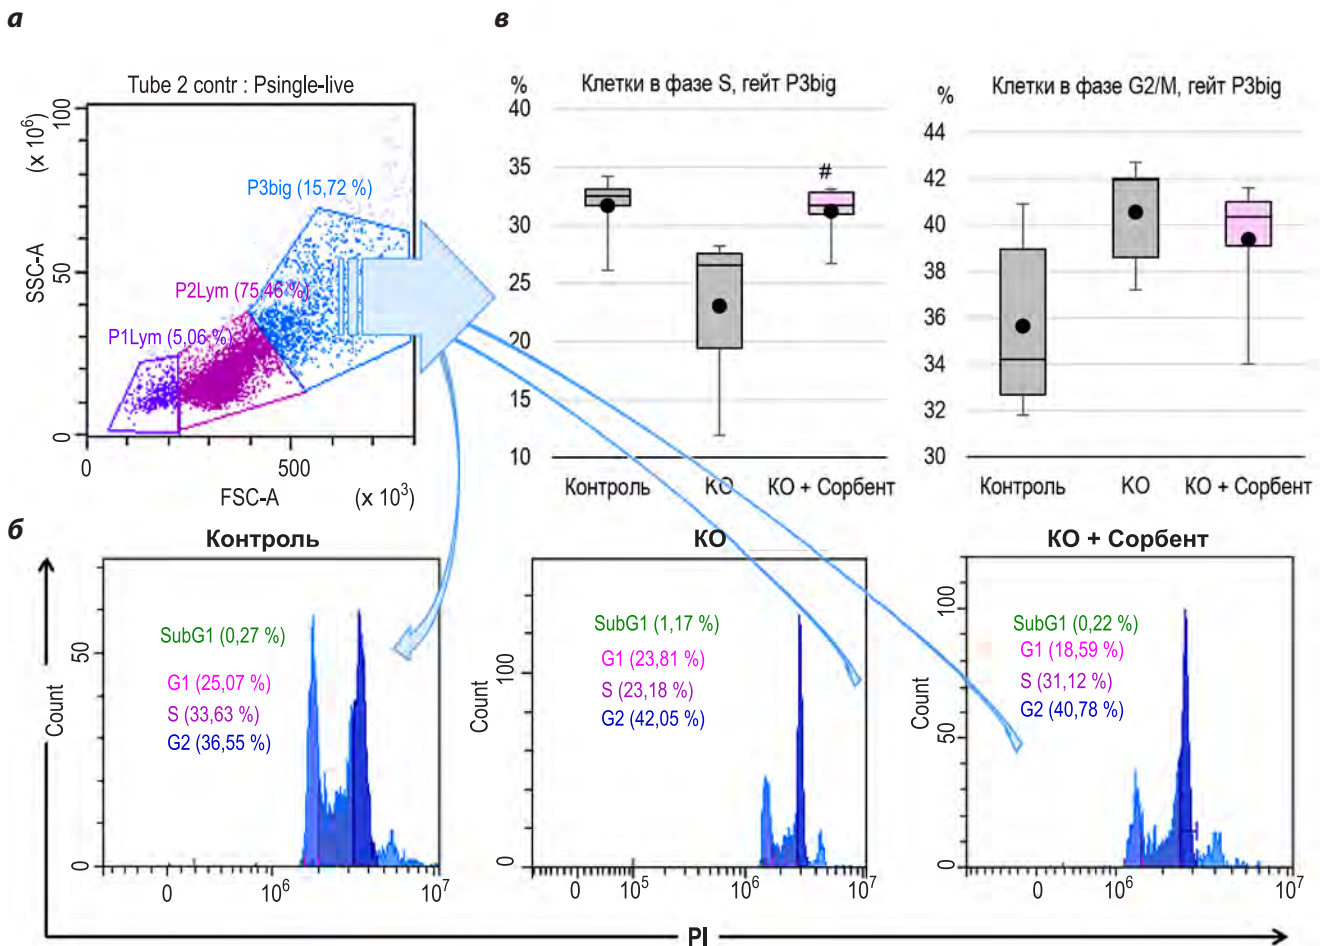 а
Tube 2 contr : Psingle-live
SSC-A
(x 10⁶)
100
50
0
P3big (15,72 %)
P2Lym (75,46 %)
P1Lym (5,06 %)
0
500
FSC-A
(x 10³)
в
%
Клетки в фазе S, гейт P3big
40
35
30
25
20
15
10
#
Контроль
КО
КО + Сорбент
%
Клетки в фазе G2/M, гейт P3big
44
42
40
38
36
34
32
30
Контроль
КО
КО + Сорбент
б
Контроль
Count
Count
50
0
SubG1 (0,27 %)
G1 (25,07 %)
S (33,63 %)
G2 (36,55 %)
0
10⁶
10⁷
КО
Count
100
0
SubG1 (1,17 %)
G1 (23,81 %)
S (23,18 %)
G2 (42,05 %)
0
10⁵
10⁶
10⁷
КО + Сорбент
Count
100
50
0
SubG1 (0,22 %)
G1 (18,59 %)
S (31,12 %)
G2 (40,78 %)
0
10⁶
10⁷
PI